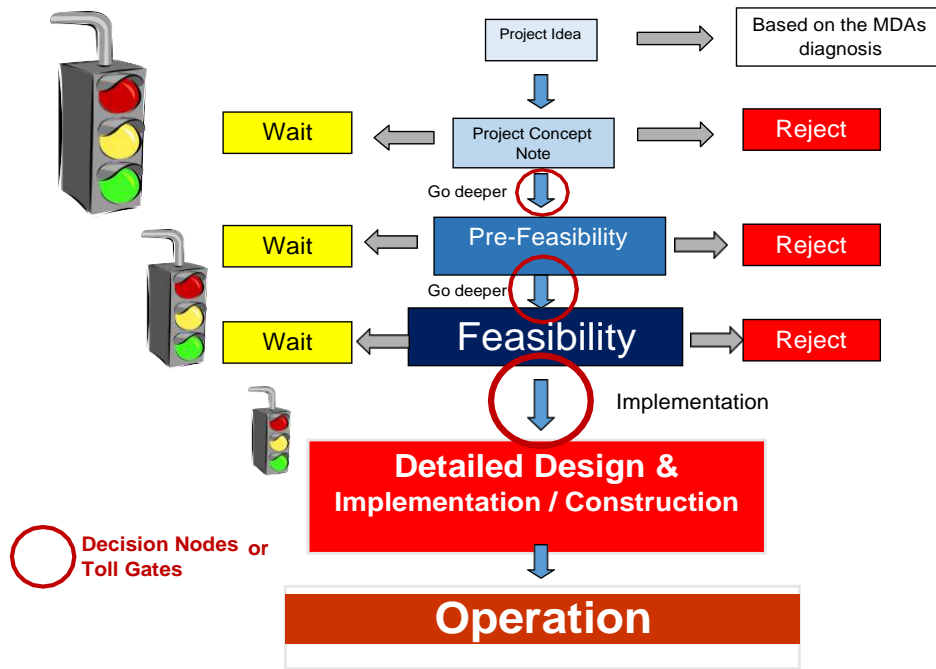 Project Idea
Based on the MDAs
diagnosis
Wait
Project Concept
Note
Reject
Go deeper
Wait
Pre-Feasibility
Reject
Go deeper
Wait
Feasibility
Reject
Implementation
Detailed Design &
Implementation / Construction
Decision Nodes or
Toll Gates
Operation